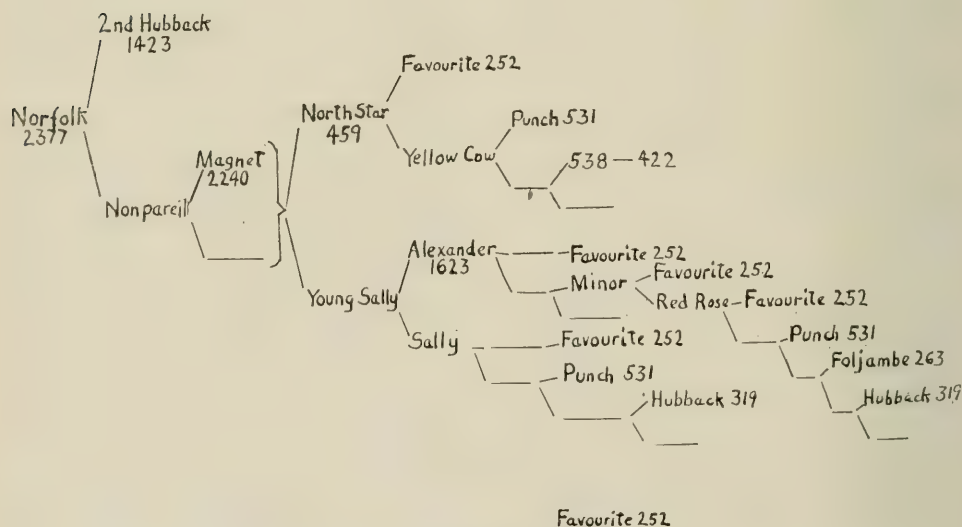 2nd Hubback
1423
Favourite 252
Norfolk
2377
North Star
459
Punch 531
Magnet
2240
Yellow Cow
538 — 422
Nonpareil
Alexander
1623
Favourite 252
Minor
Favourite 252
Young Sally
Red Rose
Favourite 252
Sally
Favourite 252
Punch 531
Punch 531
Foljambe 263
Hubback 319
Hubback 319
Favourite 252